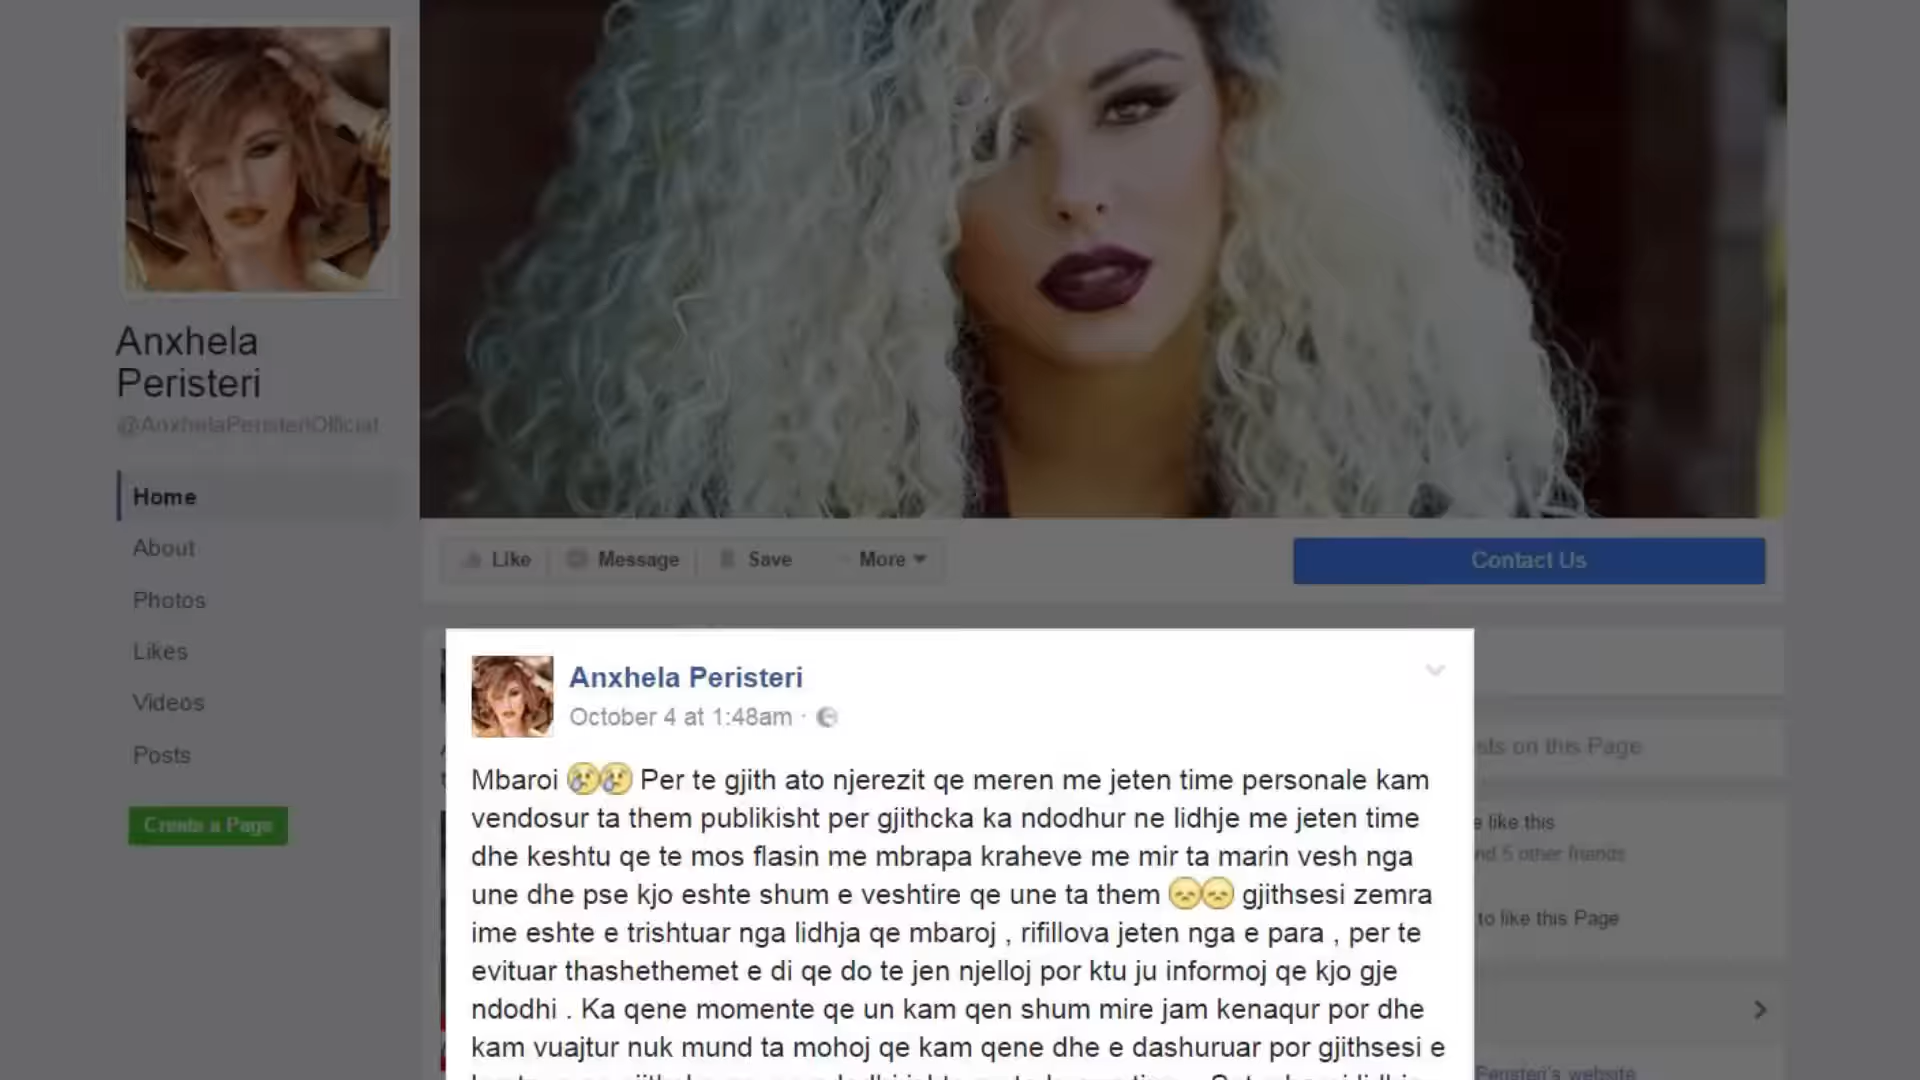 Anxhela
Peristeri
@AnxhelaPeristeriOfficial
Home
About
Photos
Likes
Videos
Posts
Create a Page
Like
Message
Save
More
Contact Us
Anxhela Peristeri
October 4 at 1:48am ·
Mbaroi 😢😢 Per te gjith ato njerezit qe meren me jeten time personale kam
vendosur ta them publikisht per gjithcka ka ndodhur ne lidhje me jeten time
dhe keshtu qe te mos flasin me mbrapa kraheve me mir ta marin vesh nga
une dhe pse kjo eshte shum e veshtire qe une ta them 😞😞 gjithsesi zemra
ime eshte e trishtuar nga lidhja qe mbaroj , rifillova jeten nga e para , per te
evituar thashethemet e di qe do te jen njelloj por ktu ju informoj qe kjo gje
ndodhi . Ka qene momente qe un kam qen shum mire jam kenaqur por dhe
kam vuajtur nuk mund ta mohoj qe kam qene dhe e dashuruar por gjithsesi e
on this Page
like this
5 other friends
to like this Page
Peristeri's website